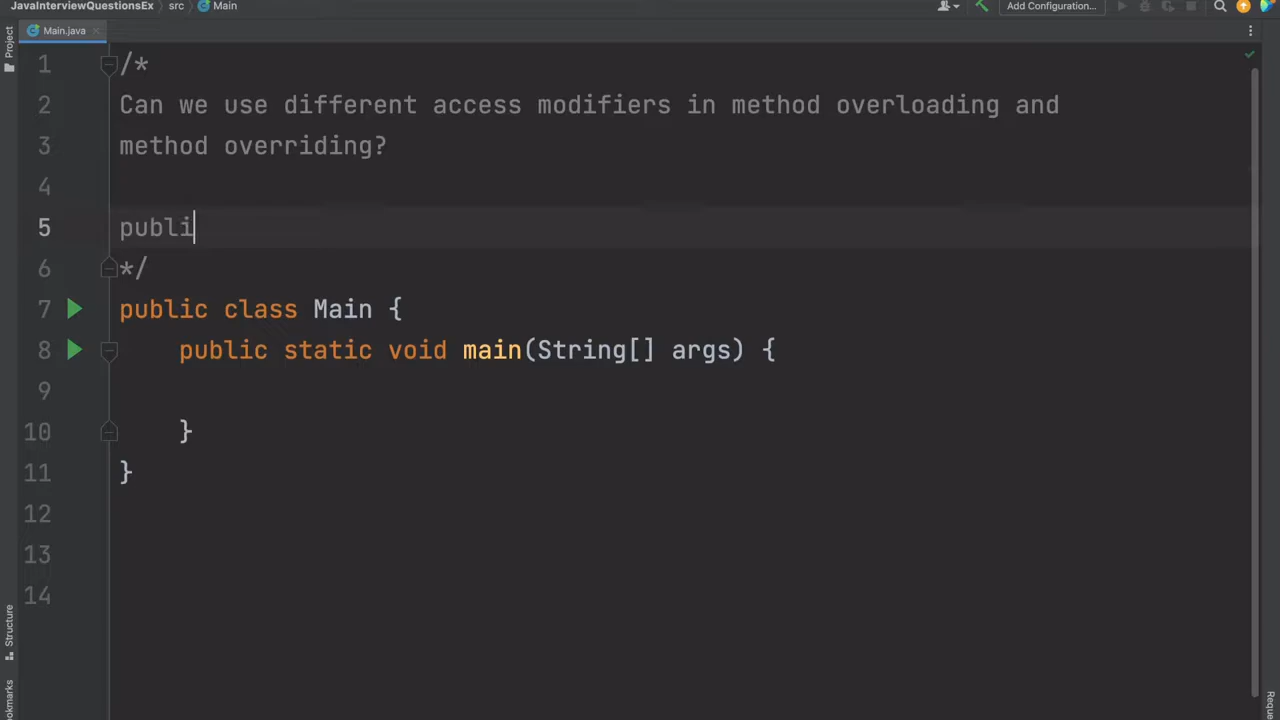 JavaInterviewQuestionsEx src Main Add Configuration...
Project Main.java
1 /*
2 Can we use different access modifiers in method overloading and
3 method overriding?
4
5 publi
6 */
7 public class Main {
8 public static void main(String[] args) {
9
10 }
11 }
12
13
14
Structure